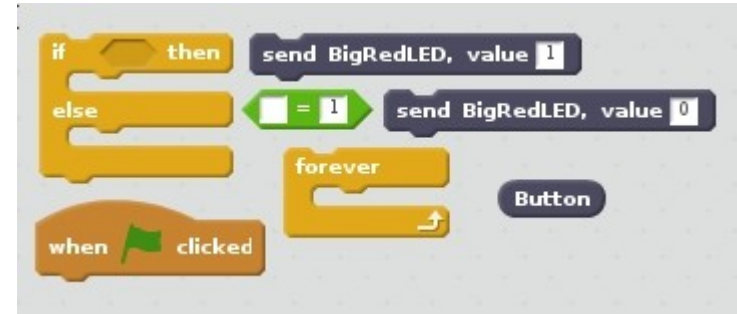 if then send BigRedLED, value 1
else = 1 send BigRedLED, value 0
forever
Button
when clicked